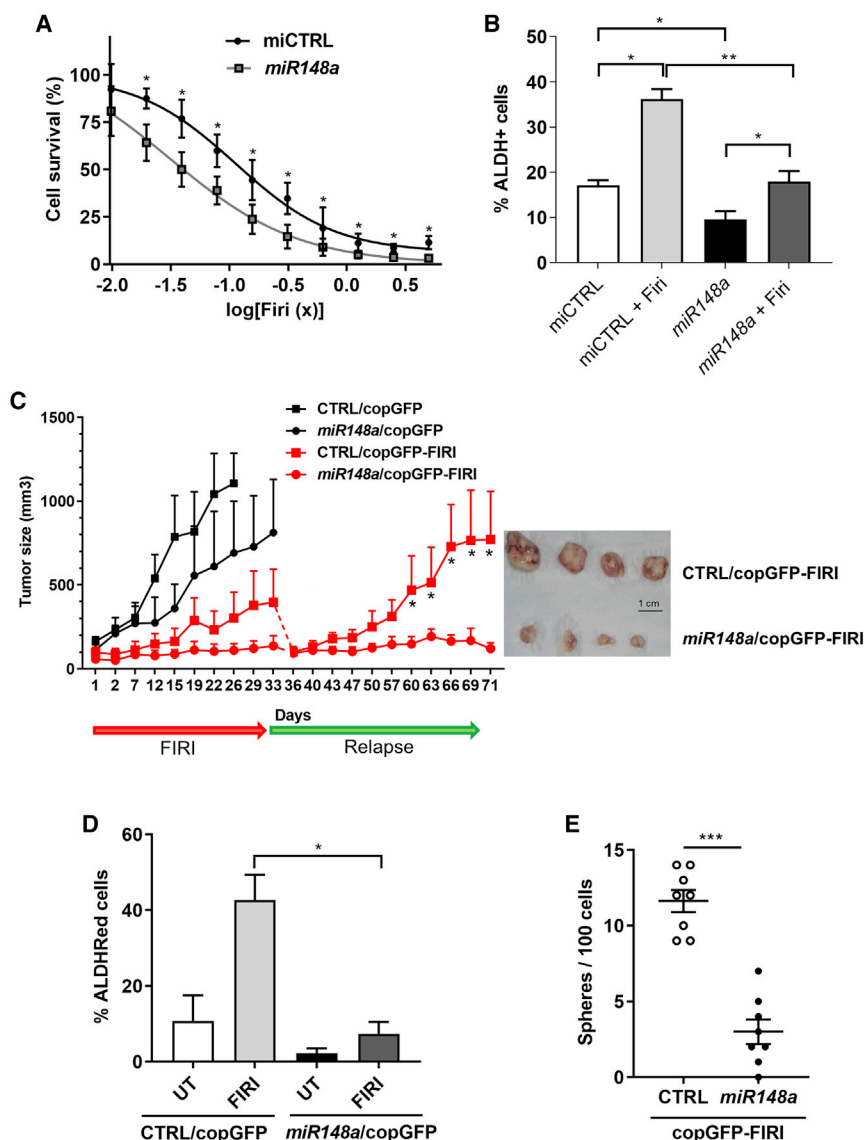 A
miCTRL
miR148a
Cell survival (%)
100
75
50
25
0
-2.0
-1.5
-1.0
-0.5
0.0
0.5
log[Firi (x)]
* * * * * * * * * *
B
% ALDH+ cells
50
40
30
20
10
0
*
*
**
*
miCTRL
miCTRL + Firi
miR148a
miR148a + Firi
C
CTRL/copGFP
miR148a/copGFP
CTRL/copGFP-FIRI
miR148a/copGFP-FIRI
Tumor size (mm3)
1500
1000
500
0
* * * * *
1 2 7 12 15 19 22 26 29 33 36 40 43 47 50 57 60 63 66 69 71
Days
FIRI
Relapse
CTRL/copGFP-FIRI
1 cm
miR148a/copGFP-FIRI
D
% ALDHRed cells
60
40
20
0
*
UT
FIRI
UT
FIRI
CTRL/copGFP
miR148a/copGFP
E
Spheres / 100 cells
15
10
5
0
***
CTRL
miR148a
copGFP-FIRI